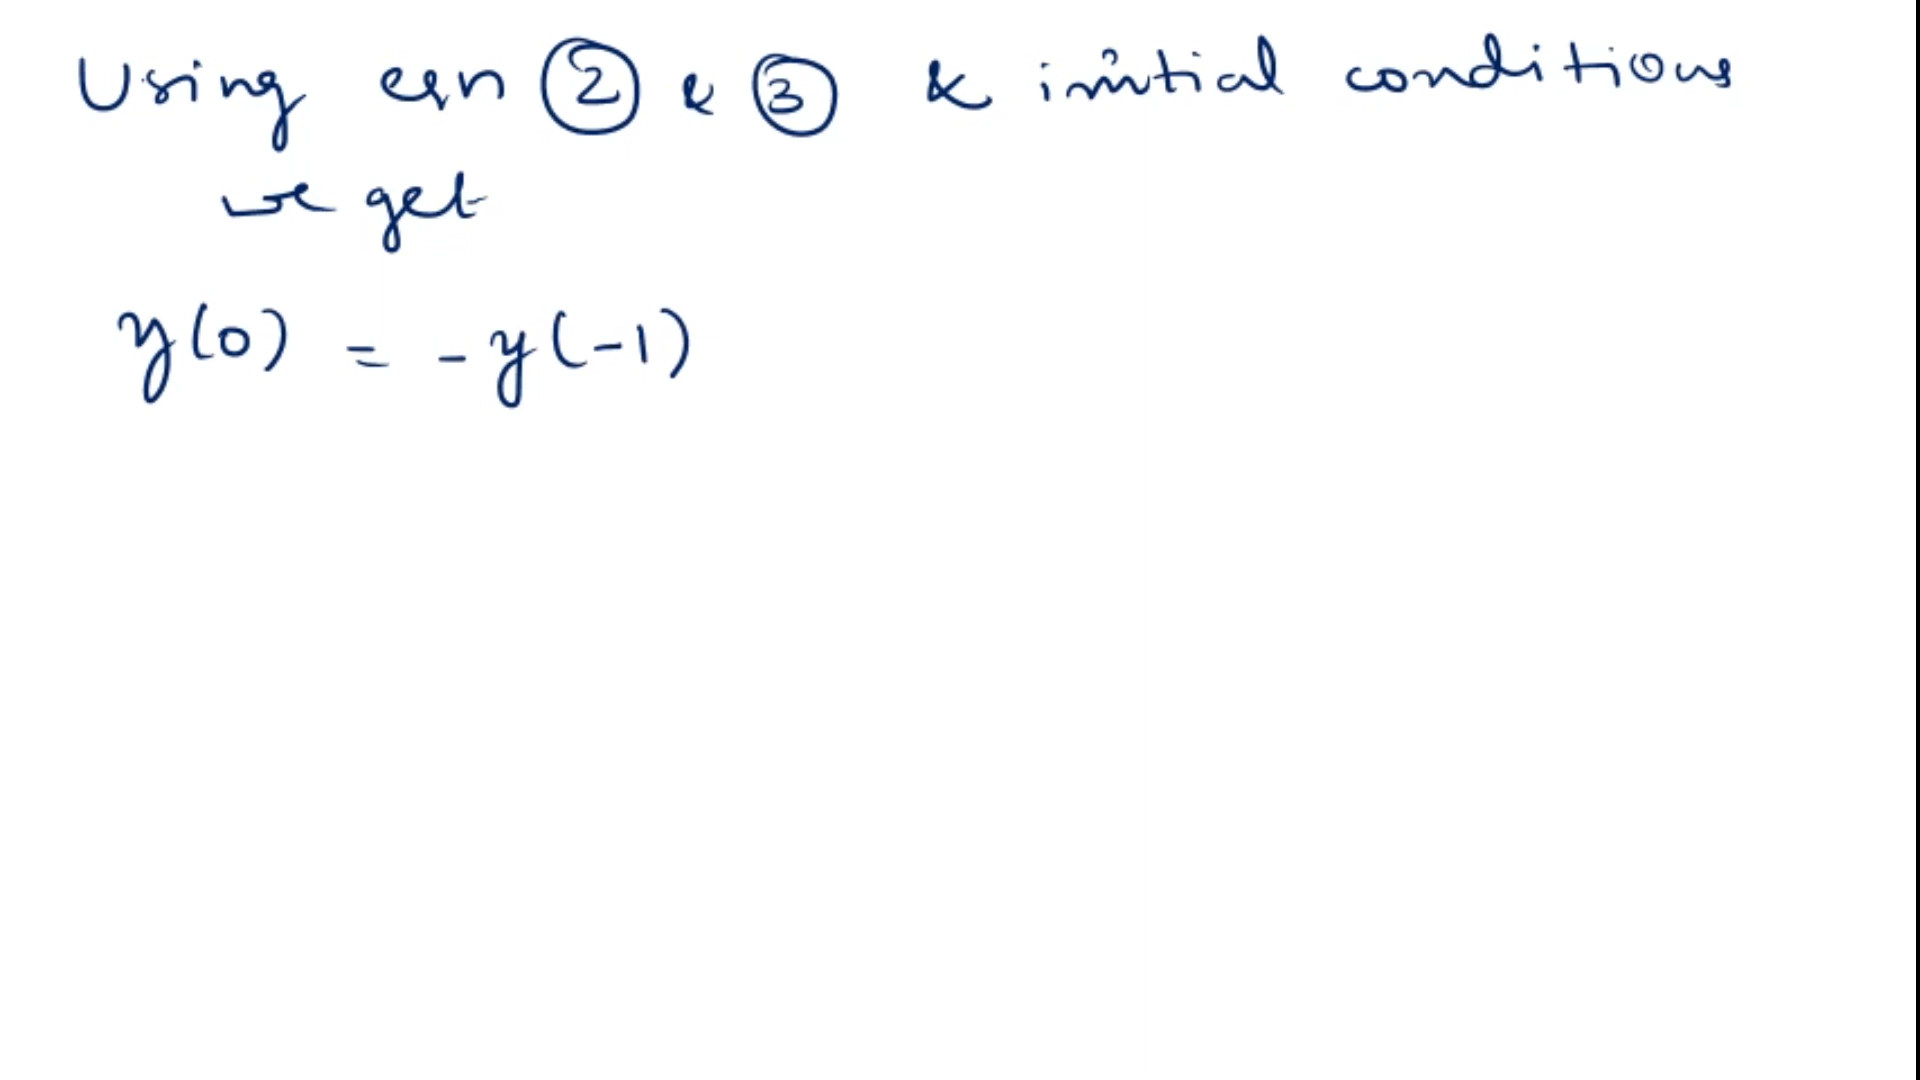 Using eqn ② & ③ & initial conditions
we get
y(0) = -y(-1)